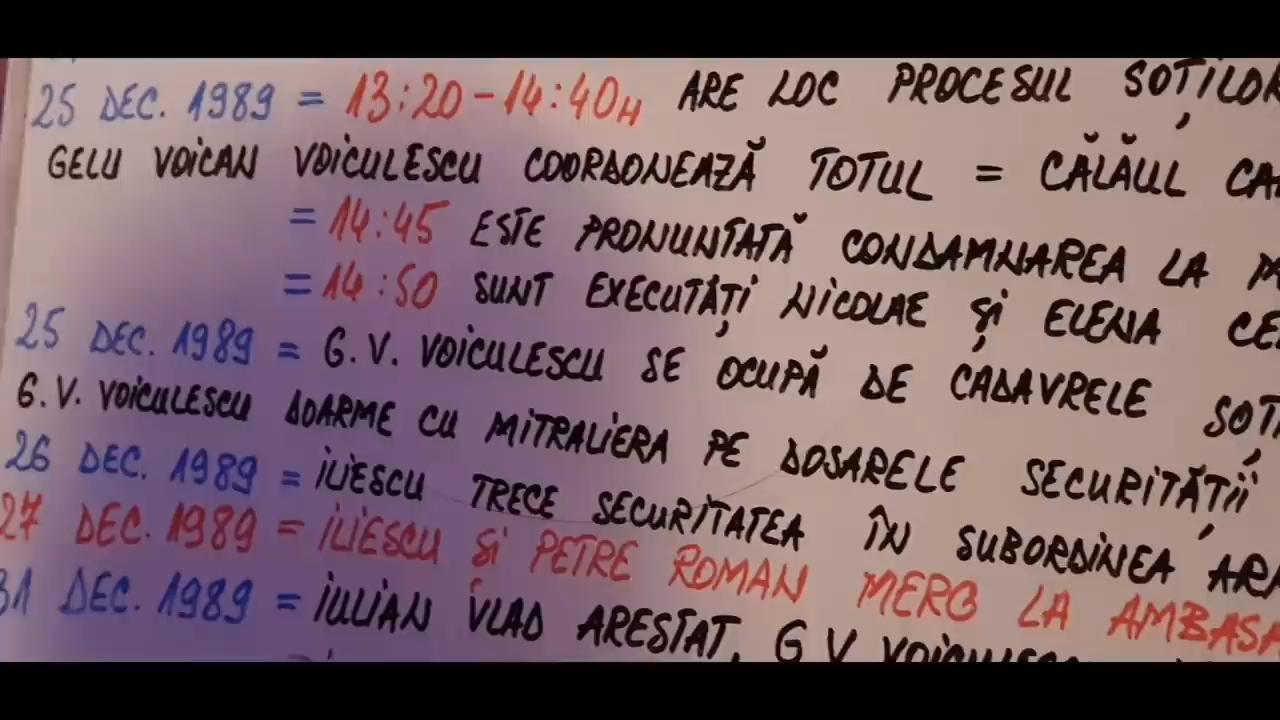 25 DEC. 1989 = 13:20-14:40H ARE LOC PROCESUL SOȚILOR
GELU VOICAN VOICULESCU COORDONEAZĂ TOTUL = CĂLĂUL
= 14:45 ESTE PRONUNTATĂ CONDAMNAREA LA
= 14:50 SUNT EXECUTAȚI NICOLAE ȘI ELENA
25 DEC. 1989 = G.V. VOICULESCU SE OCUPĂ DE CADAVRELE
G.V. VOICULESCU DOARME CU MITRALIERA PE DOSARELE SECURITĂȚII
26 DEC. 1989 = ILIESCU TRECE SECURITATEA ÎN SUBORDINEA
27 DEC. 1989 = ILIESCU ȘI PETRE ROMAN MERG LA
31 DEC. 1989 = IULIAN VLAD ARESTAT, G V